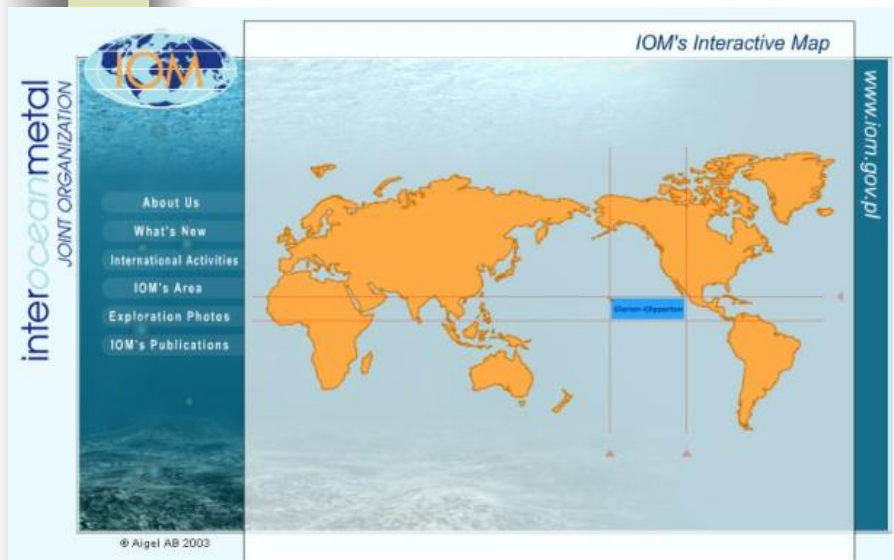 IOM's Interactive Map
IOM
interoceanmetal
JOINT ORGANIZATION
www.iom.gov.pl
About Us
What's New
International Activities
IOM's Area
Exploration Photos
IOM's Publications
Clarion-Clipperton
© Aigel AB 2003